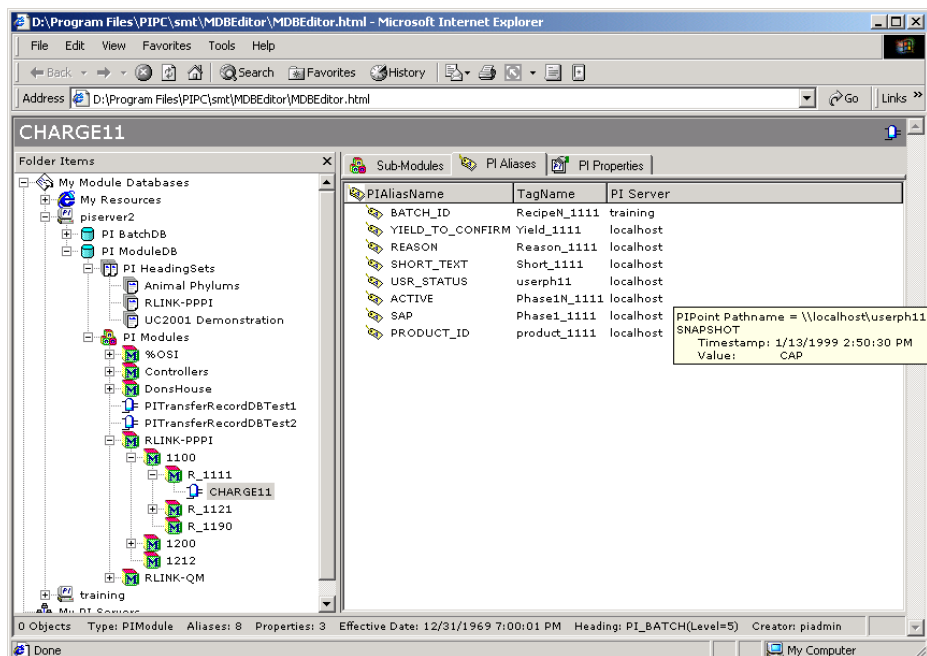 D:\Program Files\PIPC\smt\MDBEditor\MDBEditor.html - Microsoft Internet Explorer
File Edit View Favorites Tools Help
Back Search Favorites History
Address D:\Program Files\PIPC\smt\MDBEditor\MDBEditor.html Go Links »
CHARGE11
Folder Items
My Module Databases
My Resources
piserver2
PI BatchDB
PI ModuleDB
PI HeadingSets
Animal Phylums
RLINK-PPPI
UC2001 Demonstration
PI Modules
%OSI
Controllers
DonsHouse
PITransferRecordDBTest1
PITransferRecordDBTest2
RLINK-PPPI
1100
R_1111
CHARGE11
R_1121
R_1190
1200
1212
RLINK-QM
training
My PI Servers
Sub-Modules PI Aliases PI Properties
PIAliasName TagName PI Server
BATCH_ID RecipeN_1111 training
YIELD_TO_CONFIRM Yield_1111 localhost
REASON Reason_1111 localhost
SHORT_TEXT Short_1111 localhost
USR_STATUS userph11 localhost
ACTIVE Phase1N_1111 localhost
SAP Phase1_1111 localhost
PRODUCT_ID product_1111 localhost
PIPoint Pathname = \\localhost\userph11
SNAPSHOT
Timestamp: 1/13/1999 2:50:30 PM
Value: CAP
0 Objects Type: PIModule Aliases: 8 Properties: 3 Effective Date: 12/31/1969 7:00:01 PM Heading: PI_BATCH(Level=5) Creator: piadmin
Done My Computer